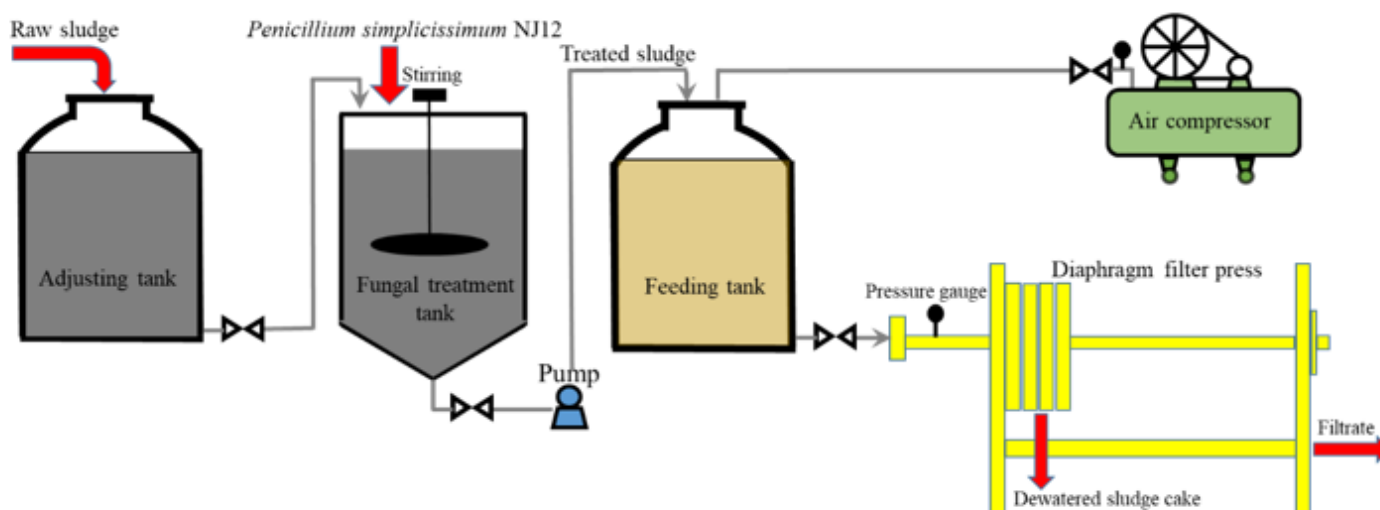 Raw sludge
Penicillium simplicissimum NJ12
Stirring
Treated sludge
Air compressor
Adjusting tank
Fungal treatment
tank
Feeding tank
Diaphragm filter press
Pressure gauge
Pump
Filtrate
Dewatered sludge cake